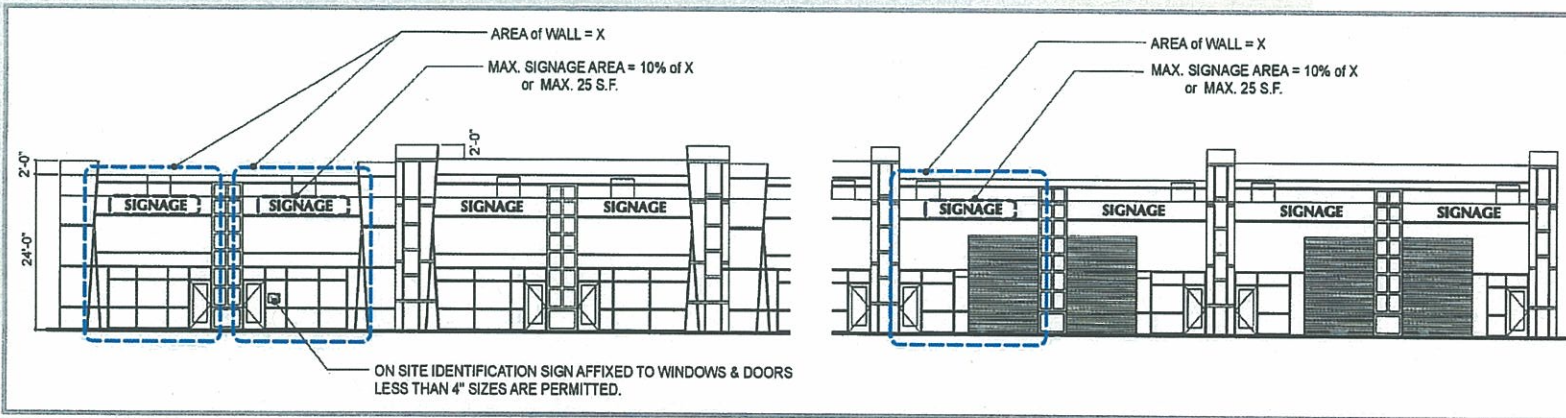 AREA of WALL = X
MAX. SIGNAGE AREA = 10% of X
or MAX. 25 S.F.
2'-0"
2'-0"
24'-0"
SIGNAGE
SIGNAGE
SIGNAGE
SIGNAGE
ON SITE IDENTIFICATION SIGN AFFIXED TO WINDOWS & DOORS
LESS THAN 4" SIZES ARE PERMITTED.
AREA of WALL = X
MAX. SIGNAGE AREA = 10% of X
or MAX. 25 S.F.
SIGNAGE
SIGNAGE
SIGNAGE
SIGNAGE